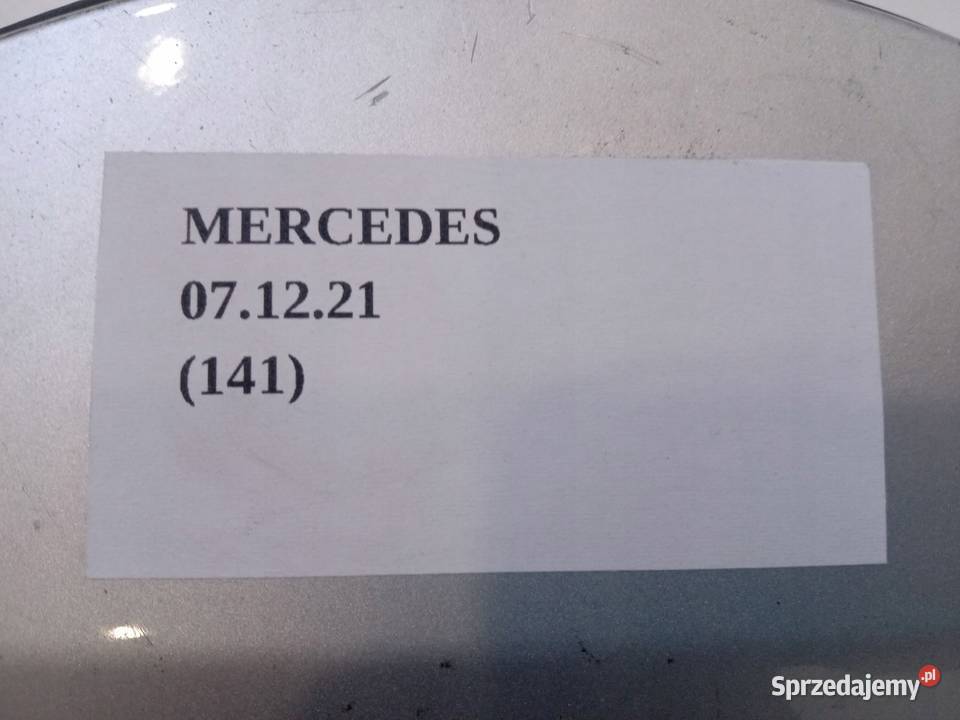 MERCEDES
07.12.21
(141)
Sprzedajemy.pl